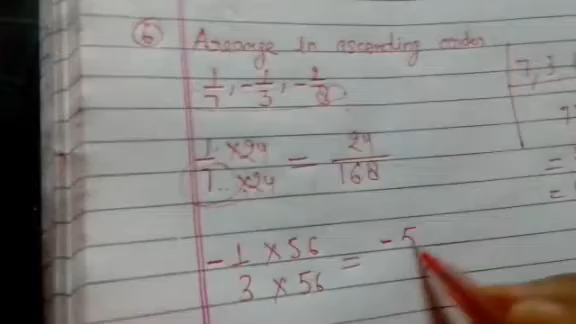 6 Arrange in ascending order
1/7, -1/3, -1/8
1 × 24 / 7 × 24 = 24/168
-1 × 56 / 3 × 56 = -5
7, 3
7
=
=